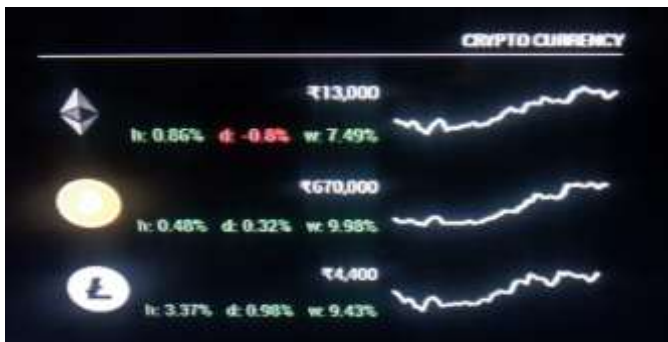 CRYPTO CURRENCY
₹13,000
h: 0.86% d: -0.8% w: 7.49%
₹670,000
h: 0.48% d: 0.32% w: 9.98%
₹4,400
h: 3.37% d: 0.98% w: 9.43%